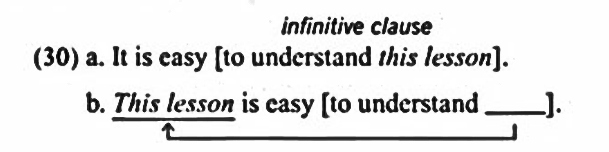 infinitive clause
(30) a. It is easy [to understand this lesson].
b. This lesson is easy [to understand ____].